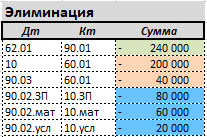 Элиминация
Дт Кт Сумма
62.01 90.01 - 240 000
10 60.01 - 200 000
90.03 60.01 - 40 000
90.02.ЗП 10.ЗП - 80 000
90.02.мат 10.мат - 60 000
90.02.усл 10.усл - 20 000